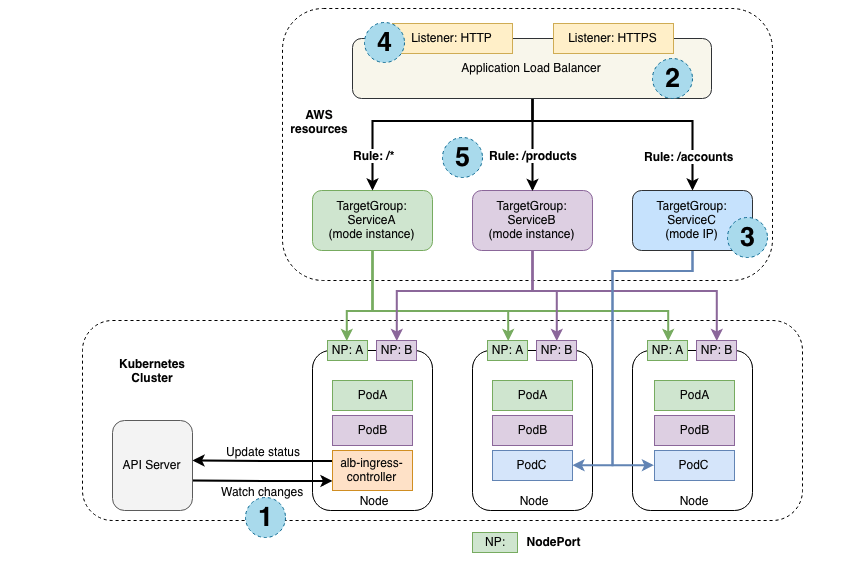 4
Listener: HTTP
Listener: HTTPS
Application Load Balancer
2
AWS
resources
Rule: /*
5
Rule: /products
Rule: /accounts
TargetGroup:
ServiceA
(mode instance)
TargetGroup:
ServiceB
(mode instance)
TargetGroup:
ServiceC
(mode IP)
3
Kubernetes
Cluster
NP: A
NP: B
NP: A
NP: B
NP: A
NP: B
PodA
PodA
PodA
PodB
PodB
PodB
API Server
Update status
Watch changes
alb-ingress-
controller
PodC
PodC
Node
Node
Node
1
NP:
NodePort